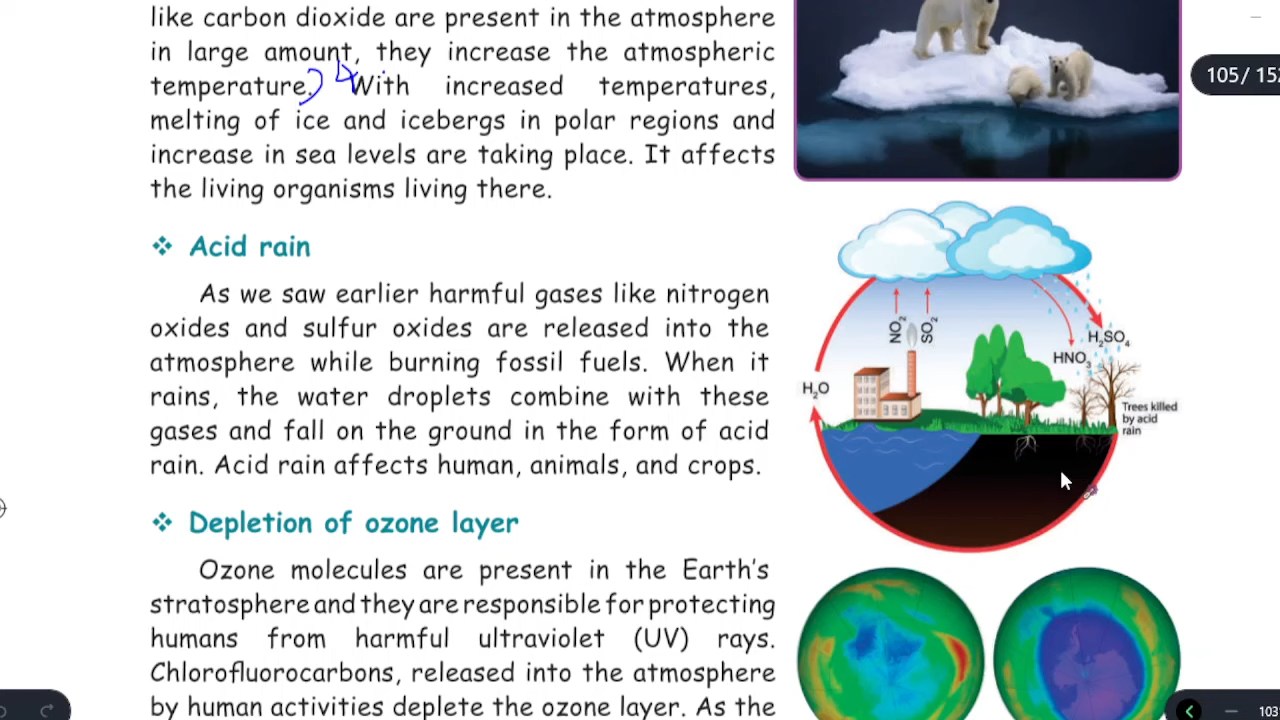 like carbon dioxide are present in the atmosphere
in large amount, they increase the atmospheric
temperature. With increased temperatures,
melting of ice and icebergs in polar regions and
increase in sea levels are taking place. It affects
the living organisms living there.
❖ Acid rain
As we saw earlier harmful gases like nitrogen
oxides and sulfur oxides are released into the
atmosphere while burning fossil fuels. When it
rains, the water droplets combine with these
gases and fall on the ground in the form of acid
rain. Acid rain affects human, animals, and crops.
❖ Depletion of ozone layer
Ozone molecules are present in the Earth's
stratosphere and they are responsible for protecting
humans from harmful ultraviolet (UV) rays.
Chlorofluorocarbons, released into the atmosphere
by human activities deplete the ozone layer. As the
105/ 152
NO₂
SO₂
H₂SO₄
HNO₃
H₂O
Trees killed
by acid
rain
103